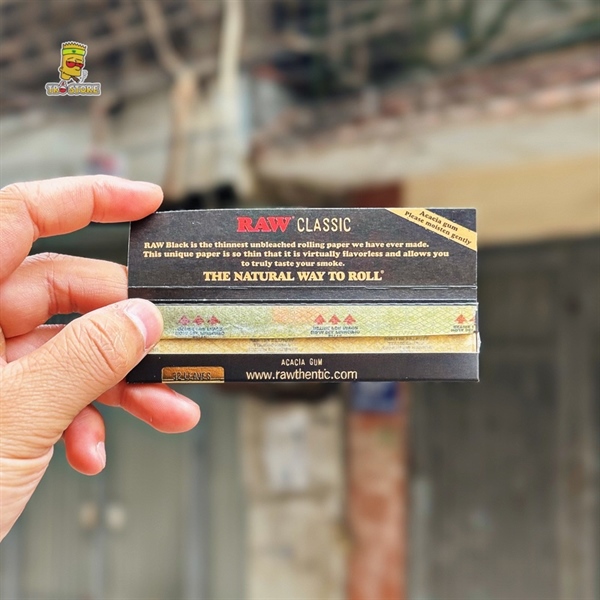 RAW® CLASSIC
Acacia gum
Please moisten gently
RAW Black is the thinnest unbleached rolling paper we have ever made.
This unique paper is so thin that it is virtually flavorless and allows you
to truly taste your smoke.
THE NATURAL WAY TO ROLL®
ACACIA GUM
www.rawthentic.com